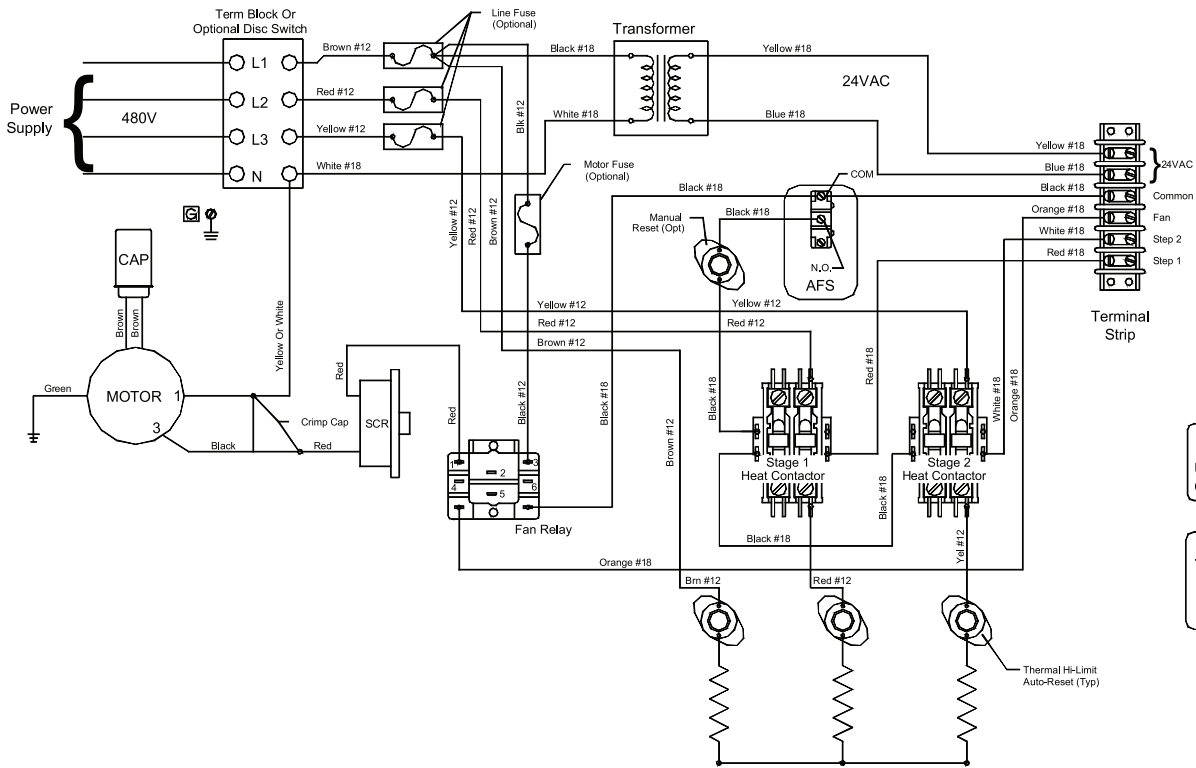 Term Block Or
Optional Disc Switch
Line Fuse
(Optional)
Transformer
Brown #12
Black #18
Yellow #18
L1
Power
Supply
480V
L2
Red #12
Blk #12
24VAC
L3
Yellow #12
White #18
Blue #18
N
White #18
Motor Fuse
(Optional)
Yellow #18
Blue #18
24VAC
Black #18
COM
Black #18
Common
Orange #18
Fan
White #18
Step 2
Red #18
Step 1
Terminal
Strip
G
Yellow #12
Red #12
Brown #12
Manual
Reset (Opt)
Black #18
N.O.
AFS
CAP
Brown
Brown
Yellow Or White
Yellow #12
Yellow #12
Red #12
Red #12
Brown #12
Green
MOTOR
1
3
Black
Crimp Cap
Red
Red
SCR
Red
Black #12
Black #18
Brown #12
Black #18
Red #18
White #18
Orange #18
1
2
3
4
5
6
Fan Relay
Stage 1
Heat Contactor
Stage 2
Heat Contactor
Black #18
Black #18
Yel #12
Orange #18
Brn #12
Red #12
Thermal Hi-Limit
Auto-Reset (Typ)